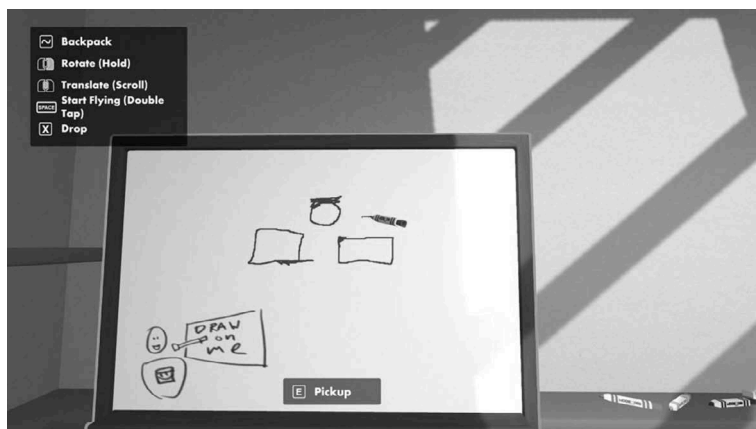 Backpack
Rotate (Hold)
Translate (Scroll)
SPACE
Start Flying (Double
Tap)
X
Drop
DRAW
on
me
E
Pickup